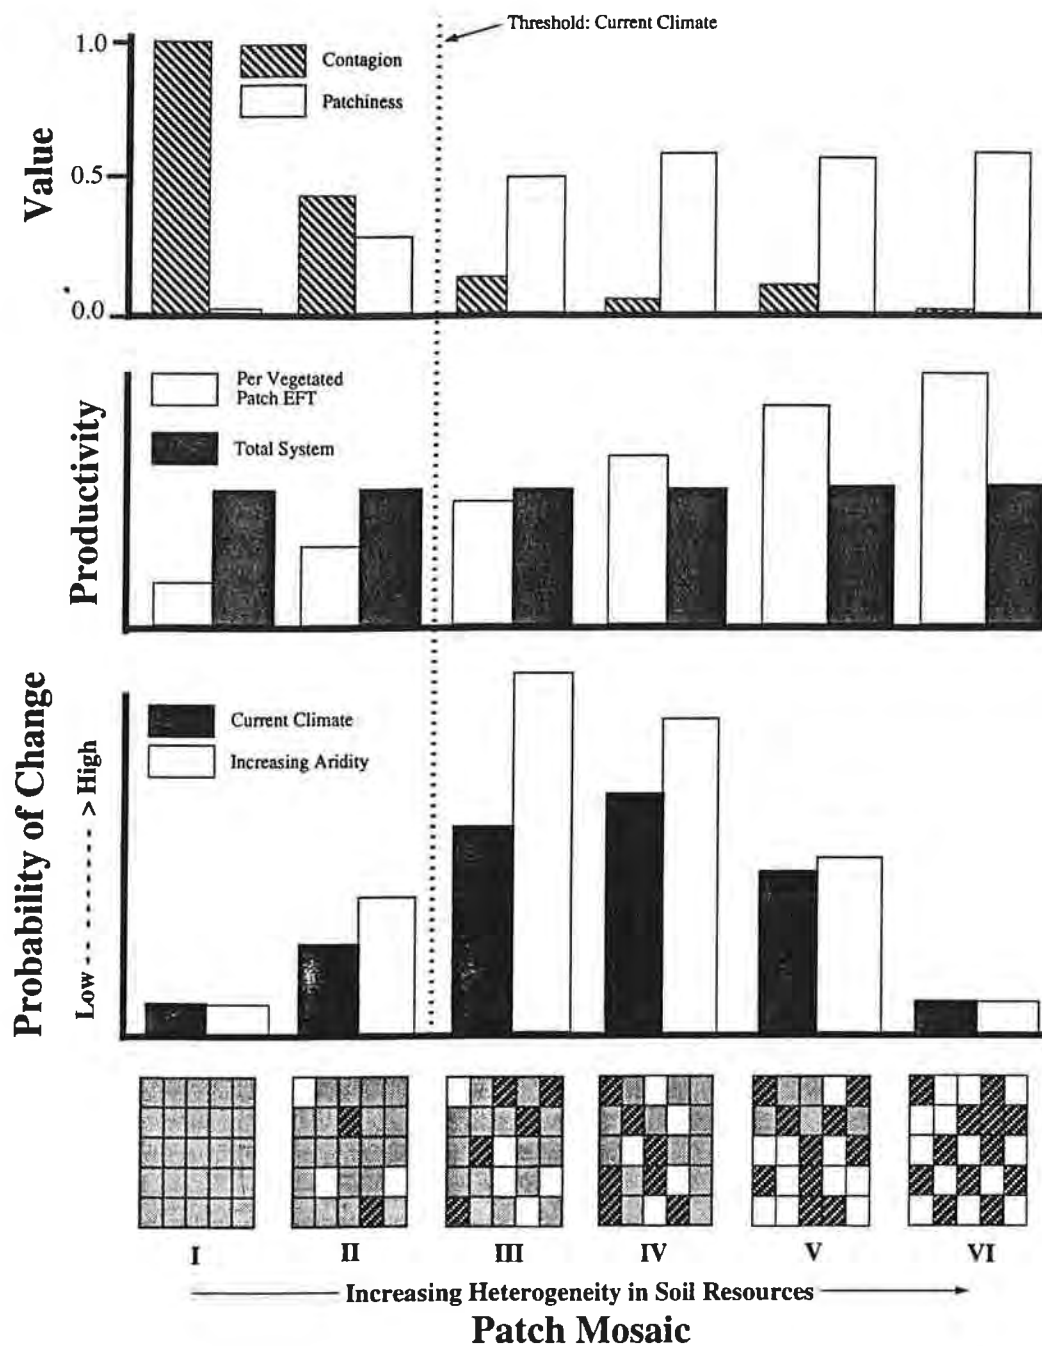 Threshold: Current Climate
1.0
Contagion
Patchiness
Value
0.5
0.0
Per Vegetated
Patch EFT
Total System
Productivity
Current Climate
Increasing Aridity
Probability of Change
Low - - - - - - - > High
I II III IV V VI
Increasing Heterogeneity in Soil Resources
Patch Mosaic